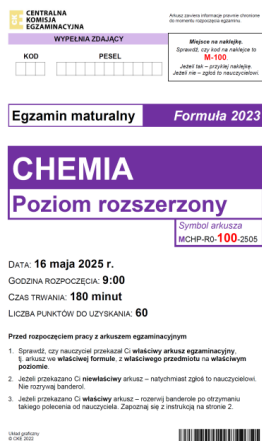 CENTRALNA
KOMISJA
EGZAMINACYJNA
Arkusz zawiera informacje prawnie chronione
do momentu rozpoczęcia egzaminu.
WYPEŁNIA ZDAJĄCY
KOD
PESEL
Miejsce na naklejkę.
Sprawdź, czy kod na naklejce to
M-100.
Jeżeli tak – przyklej naklejkę.
Jeżeli nie – zgłoś to nauczycielowi.
Egzamin maturalny
Formuła 2023
CHEMIA
Poziom rozszerzony
Symbol arkusza
MCHP-R0-100-2505
DATA: 16 maja 2025 r.
GODZINA ROZPOCZĘCIA: 9:00
CZAS TRWANIA: 180 minut
LICZBA PUNKTÓW DO UZYSKANIA: 60
Przed rozpoczęciem pracy z arkuszem egzaminacyjnym
1. Sprawdź, czy nauczyciel przekazał Ci właściwy arkusz egzaminacyjny,
tj. arkusz we właściwej formule, z właściwego przedmiotu na właściwym
poziomie.
2. Jeżeli przekazano Ci niewłaściwy arkusz – natychmiast zgłoś to nauczycielowi.
Nie rozrywaj banderol.
3. Jeżeli przekazano Ci właściwy arkusz – rozerwij banderole po otrzymaniu
takiego polecenia od nauczyciela. Zapoznaj się z instrukcją na stronie 2.
Układ graficzny
© CKE 2022